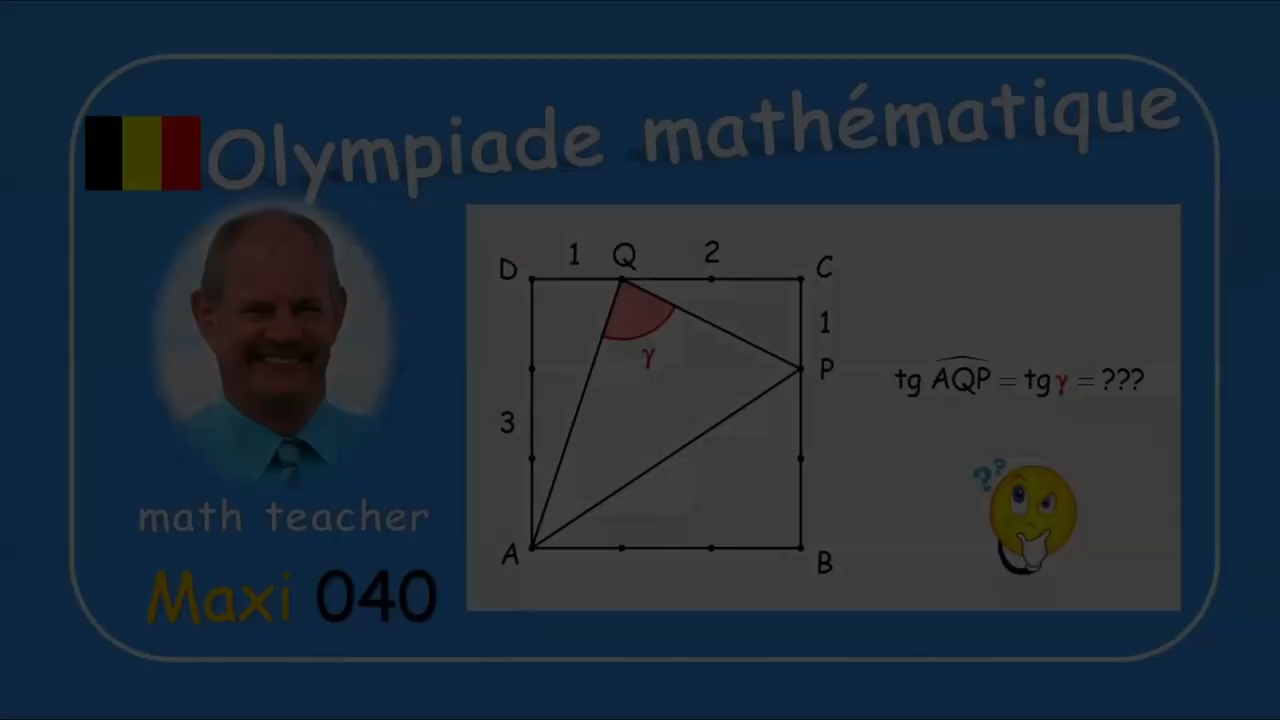 Olympiade mathématique
math teacher
Maxi 040
D 1 Q 2 C
1
γ
P
3
A
B
tg AQP = tg γ = ???
??